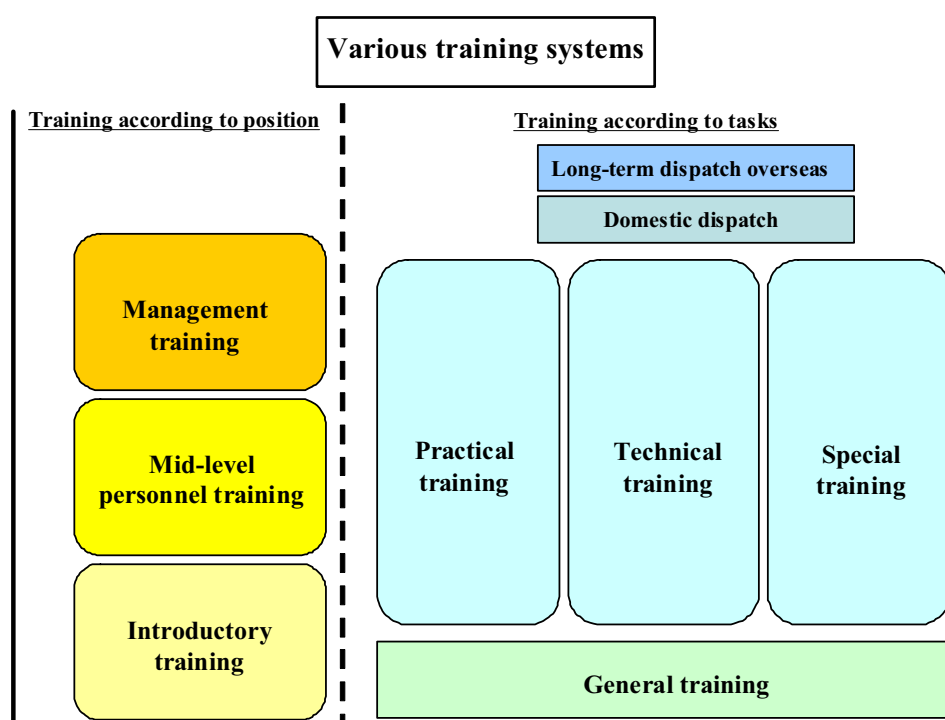 Various training systems
Training according to position
Training according to tasks
Long-term dispatch overseas
Domestic dispatch
Management
training
Mid-level
personnel training
Introductory
training
Practical
training
Technical
training
Special
training
General training